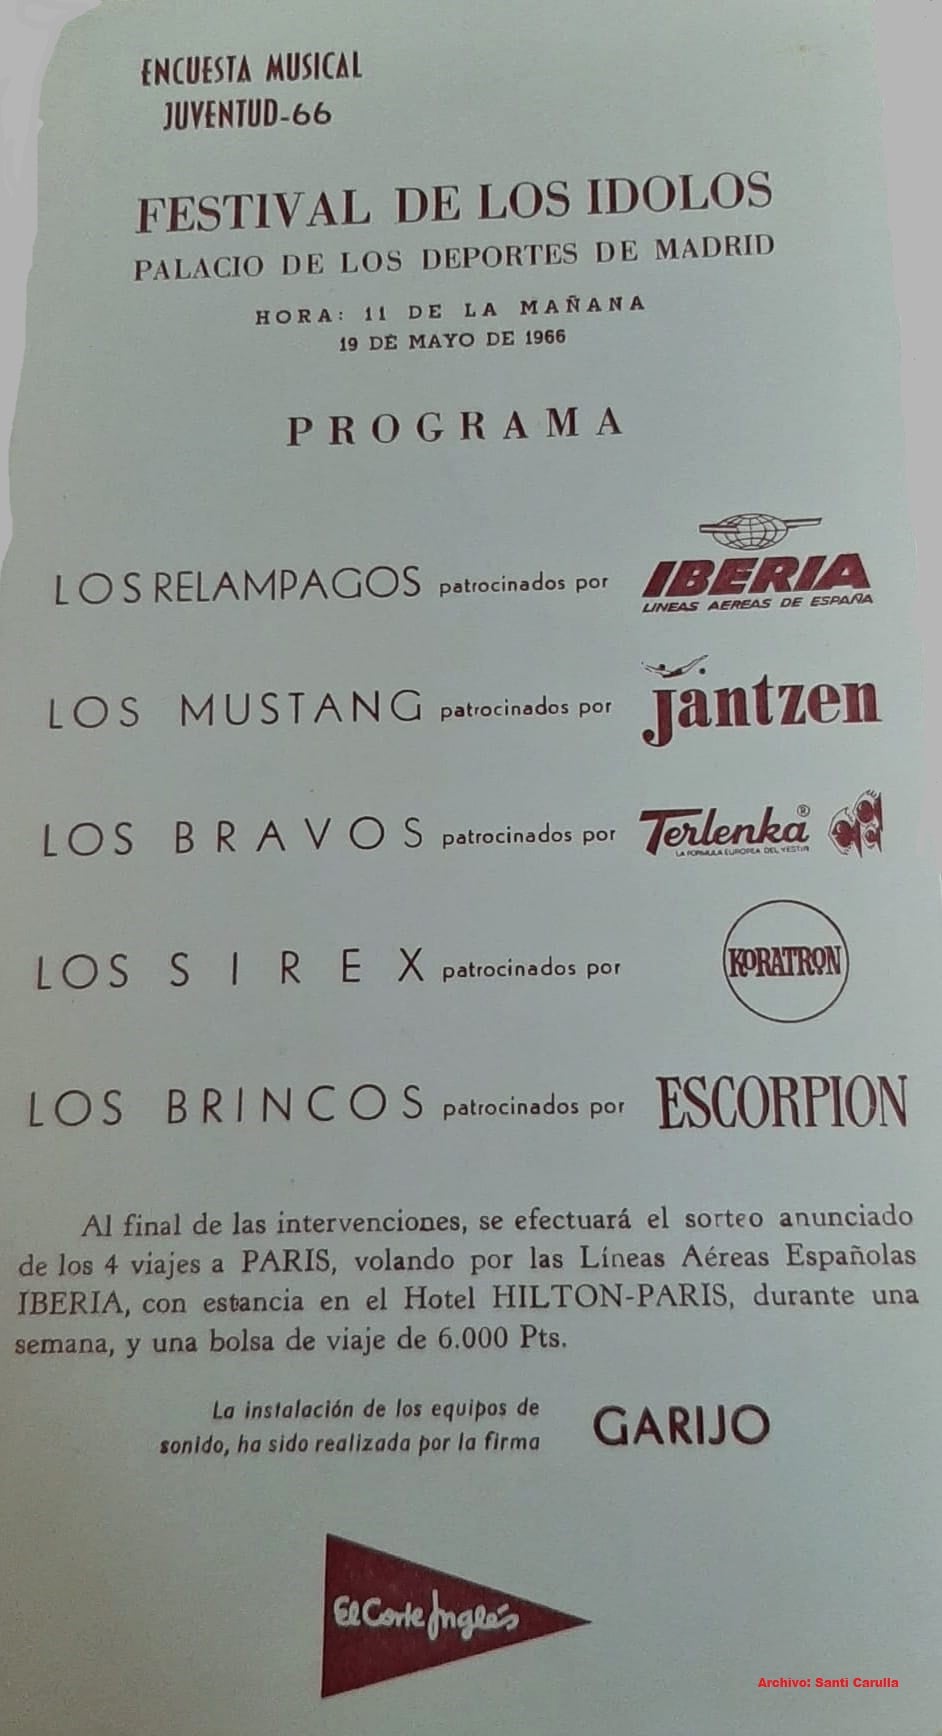 ENCUESTA MUSICAL
JUVENTUD-66
FESTIVAL DE LOS IDOLOS
PALACIO DE LOS DEPORTES DE MADRID
HORA: 11 DE LA MAÑANA
19 DE MAYO DE 1966
PROGRAMA
LOS RELAMPAGOS patrocinados por IBERIA
LINEAS AEREAS DE ESPAÑA
LOS MUSTANG patrocinados por jantzen
LOS BRAVOS patrocinados por Terlenka®
LA FORMULA EUROPEA DEL VESTIR
LOS SIREX patrocinados por KORATRON
LOS BRINCOS patrocinados por ESCORPION
Al final de las intervenciones, se efectuará el sorteo anunciado
de los 4 viajes a PARIS, volando por las Líneas Aéreas Españolas
IBERIA, con estancia en el Hotel HILTON-PARIS, durante una
semana, y una bolsa de viaje de 6.000 Pts.
La instalación de los equipos de
sonido, ha sido realizada por la firma GARIJO
El Corte Inglés
Archivo: Santi Carulla